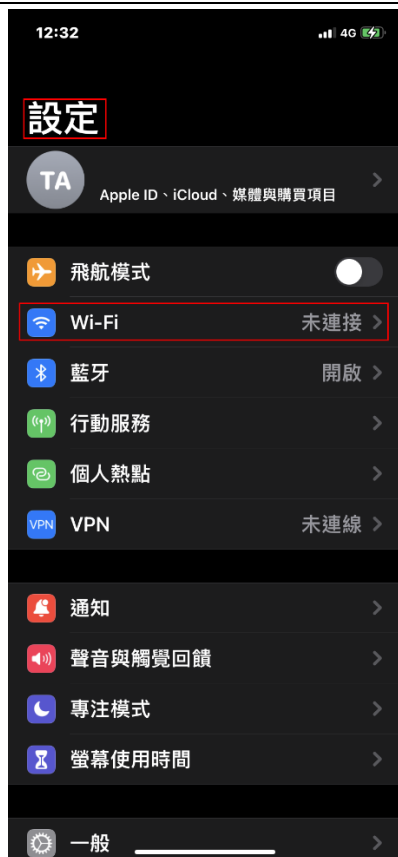 12:32 4G
設定
TA
Apple ID、iCloud、媒體與購買項目
飛航模式
Wi-Fi 未連接
藍牙 開啟
行動服務
個人熱點
VPN VPN 未連線
通知
聲音與觸覺回饋
專注模式
螢幕使用時間
一般